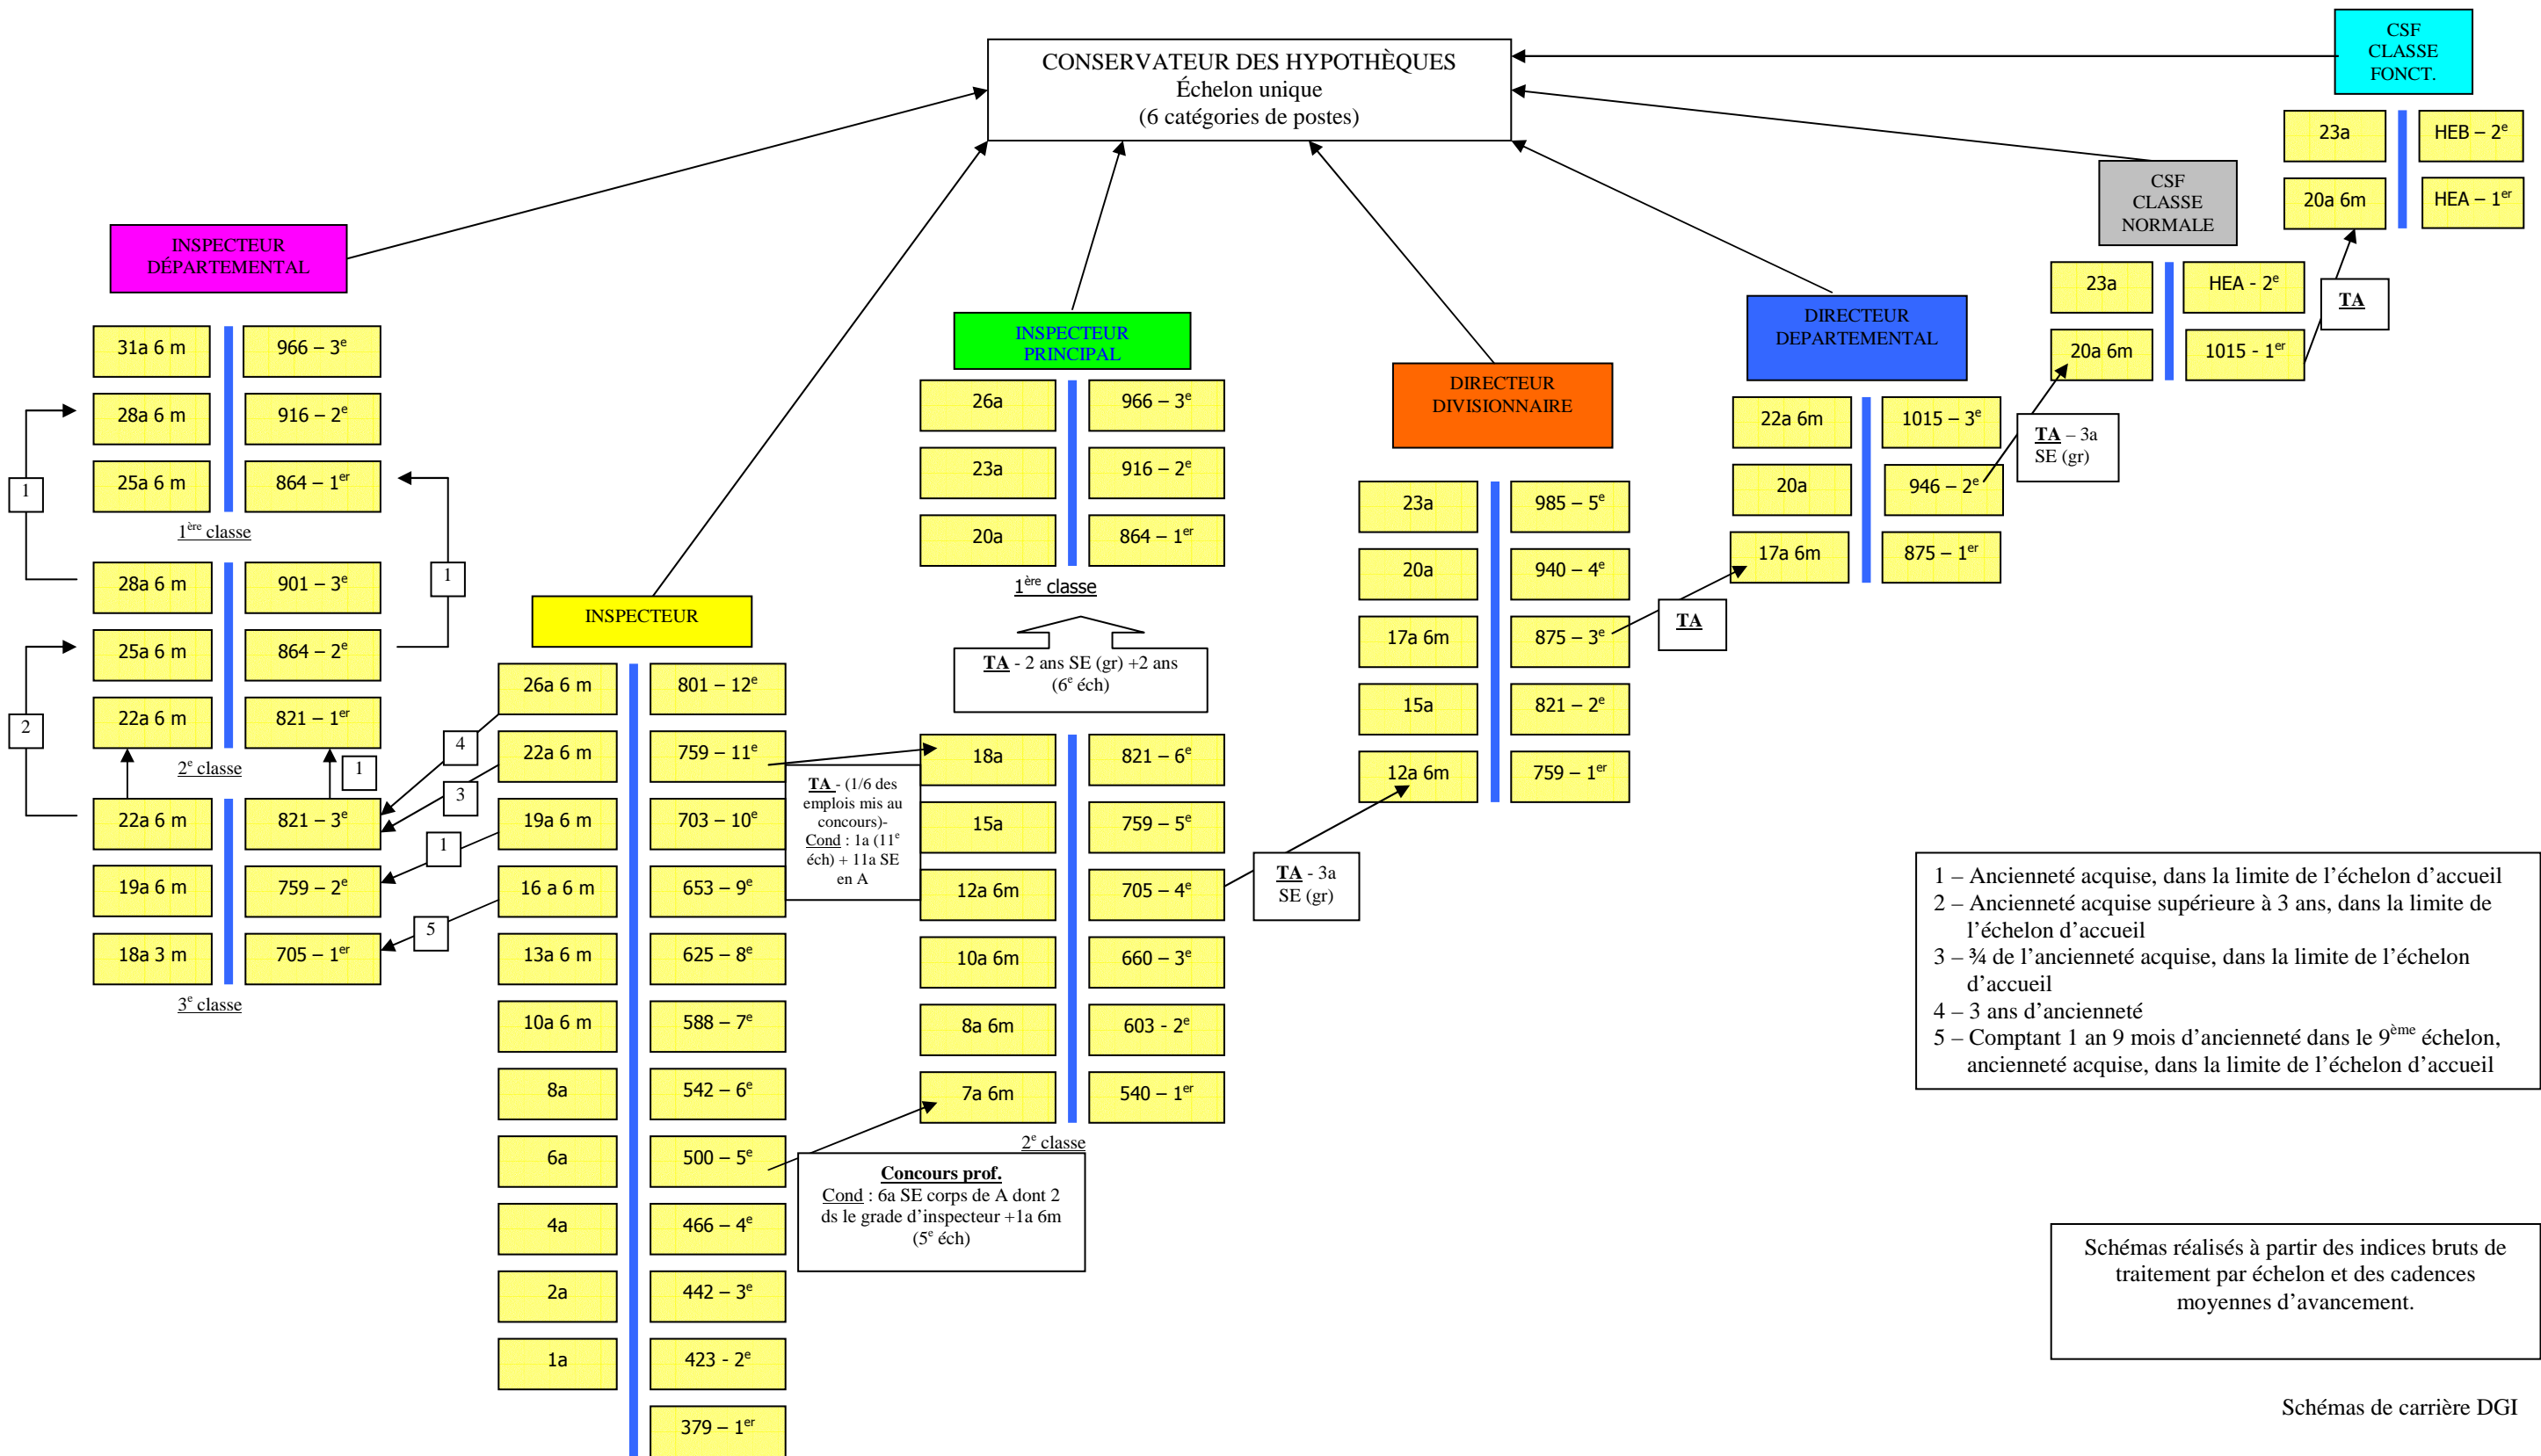 CONSERVATEUR DES HYPOTHÈQUES
Échelon unique
(6 catégories de postes)
CSF
CLASSE
FONCT.
23a
HEB – 2e
20a 6m
HEA – 1er
CSF
CLASSE
NORMALE
23a
HEA - 2e
20a 6m
1015 - 1er
TA
INSPECTEUR
DÉPARTEMENTAL
31a 6 m
966 – 3e
28a 6 m
916 – 2e
25a 6 m
864 – 1er
1ère classe
1
1
28a 6 m
901 – 3e
25a 6 m
864 – 2e
22a 6 m
821 – 1er
2e classe
2
1
22a 6 m
821 – 3e
19a 6 m
759 – 2e
18a 3 m
705 – 1er
3e classe
4
3
1
5
INSPECTEUR
26a 6 m
801 – 12e
22a 6 m
759 – 11e
19a 6 m
703 – 10e
16 a 6 m
653 – 9e
13a 6 m
625 – 8e
10a 6 m
588 – 7e
8a
542 – 6e
6a
500 – 5e
4a
466 – 4e
2a
442 – 3e
1a
423 - 2e
379 – 1er
TA - (1/6 des
emplois mis au
concours)-
Cond : 1a (11e
éch) + 11a SE
en A
Concours prof.
Cond : 6a SE corps de A dont 2
ds le grade d’inspecteur +1a 6m
(5e éch)
INSPECTEUR
PRINCIPAL
26a
966 – 3e
23a
916 – 2e
20a
864 – 1er
1ère classe
TA - 2 ans SE (gr) +2 ans
(6e éch)
18a
821 – 6e
15a
759 – 5e
12a 6m
705 – 4e
10a 6m
660 – 3e
8a 6m
603 - 2e
7a 6m
540 – 1er
2e classe
TA - 3a
SE (gr)
DIRECTEUR
DIVISIONNAIRE
23a
985 – 5e
20a
940 – 4e
17a 6m
875 – 3e
15a
821 – 2e
12a 6m
759 – 1er
TA
DIRECTEUR
DEPARTEMENTAL
22a 6m
1015 – 3e
20a
946 – 2e
17a 6m
875 – 1er
TA – 3a
SE (gr)
1 – Ancienneté acquise, dans la limite de l’échelon d’accueil
2 – Ancienneté acquise supérieure à 3 ans, dans la limite de
l’échelon d’accueil
3 – ¾ de l’ancienneté acquise, dans la limite de l’échelon
d’accueil
4 – 3 ans d’ancienneté
5 – Comptant 1 an 9 mois d’ancienneté dans le 9ème échelon,
ancienneté acquise, dans la limite de l’échelon d’accueil
Schémas réalisés à partir des indices bruts de
traitement par échelon et des cadences
moyennes d’avancement.
Schémas de carrière DGI